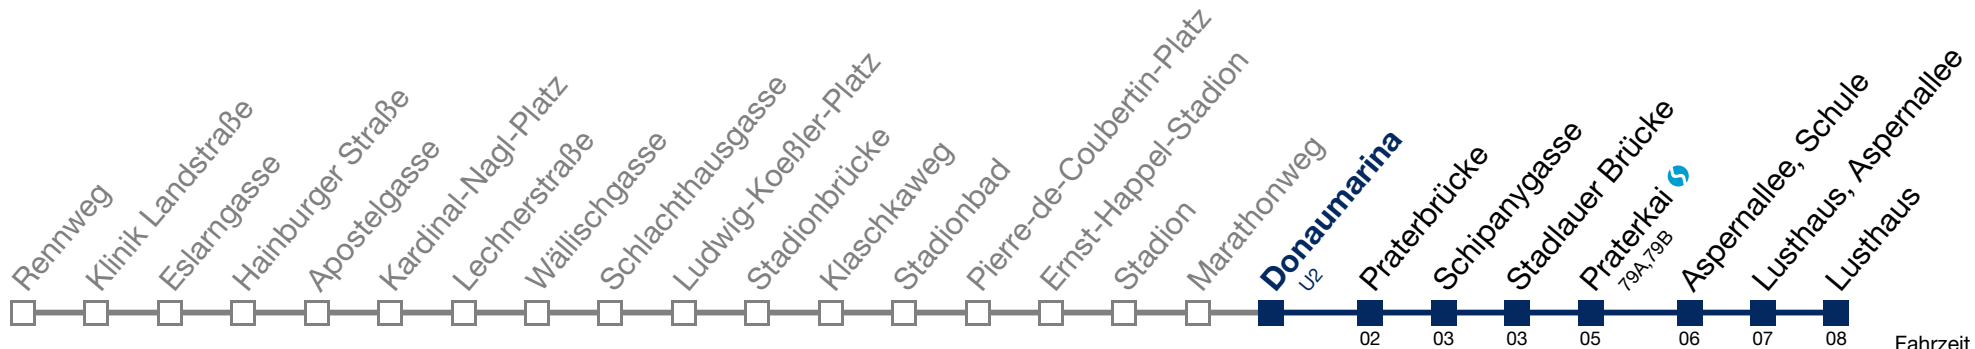 Rennweg
Klinik Landstraße
Eslarngasse
Hainburger Straße
Apostelgasse
Kardinal-Nagl-Platz
Lechnerstraße
Wällischgasse
Schlachthausgasse
Ludwig-Koeßler-Platz
Stadionbrücke
Klaschkaweg
Stadionbad
Pierre-de-Coubertin-Platz
Ernst-Happel-Stadion
Stadion
Marathonweg
Donaumarina
U2
Praterbrücke
Schipanygasse
Stadlauer Brücke
Praterkai
79A,79B
Aspernallee, Schule
Lusthaus, Aspernallee
Lusthaus
02 03 03 05 06 07 08 Fahrzeit